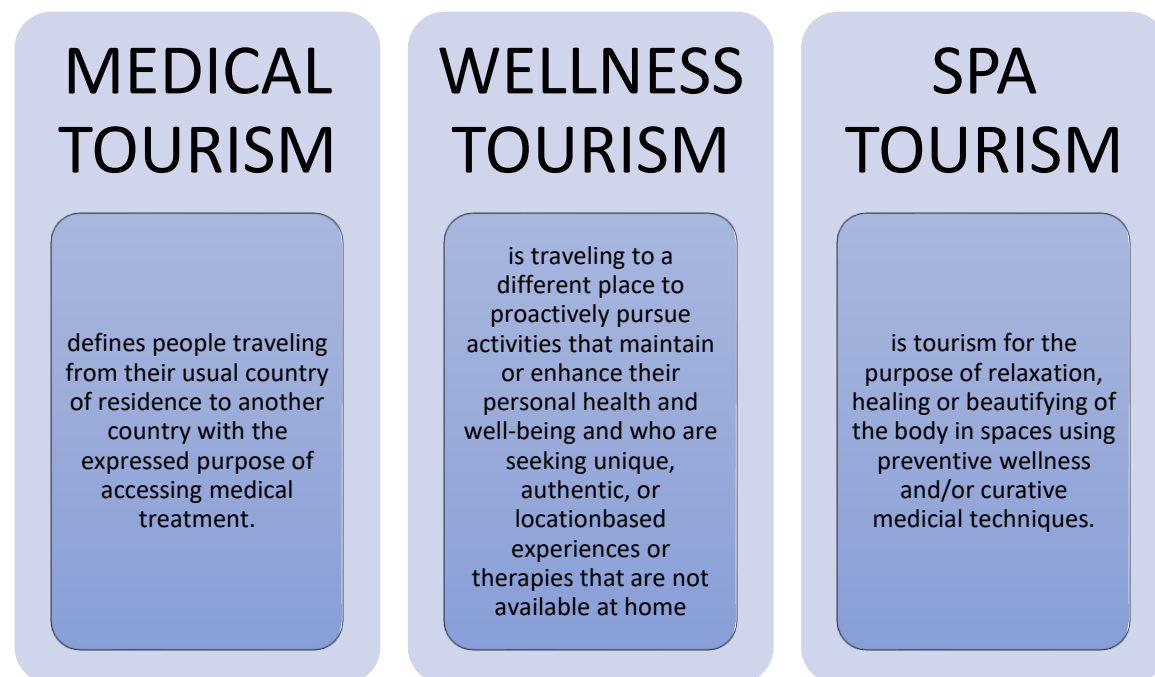 MEDICAL
TOURISM
defines people traveling
from their usual country
of residence to another
country with the
expressed purpose of
accessing medical
treatment.
WELLNESS
TOURISM
is traveling to a
different place to
proactively pursue
activities that maintain
or enhance their
personal health and
well-being and who are
seeking unique,
authentic, or
locationbased
experiences or
therapies that are not
available at home
SPA
TOURISM
is tourism for the
purpose of relaxation,
healing or beautifying of
the body in spaces using
preventive wellness
and/or curative
medicial techniques.